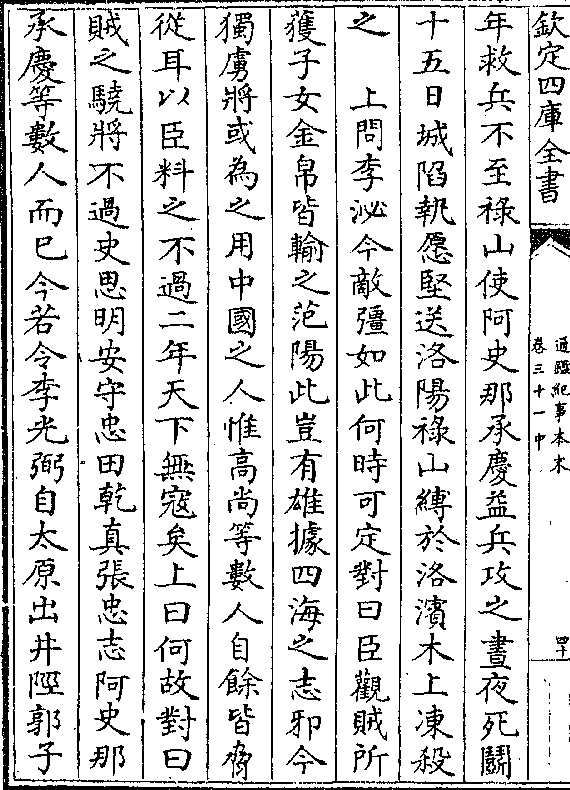 欽定四庫全書
通鑑紀事本末
卷三十一中
四十
年救兵不至祿山使阿史那承慶益兵攻之晝夜死鬬
十五日城陷執愿堅送洛陽祿山縛於洛濱木上凍殺
之　上問李泌今敵彊如此何時可定對曰臣觀賊所
獲子女金帛皆輸之范陽此豈有雄據四海之志邪今
獨虜將或為之用中國之人惟高尚等數人自餘皆脅
從耳以臣料之不過二年天下無寇矣上曰何故對曰
賊之驍將不過史思明安守忠田乾真張忠志阿史那
承慶等數人而已今若令李光弼自太原出井陘郭子